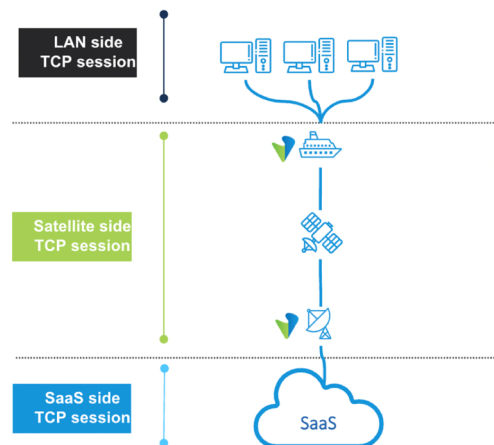 LAN side
TCP session
Satellite side
TCP session
SaaS side
TCP session
SaaS